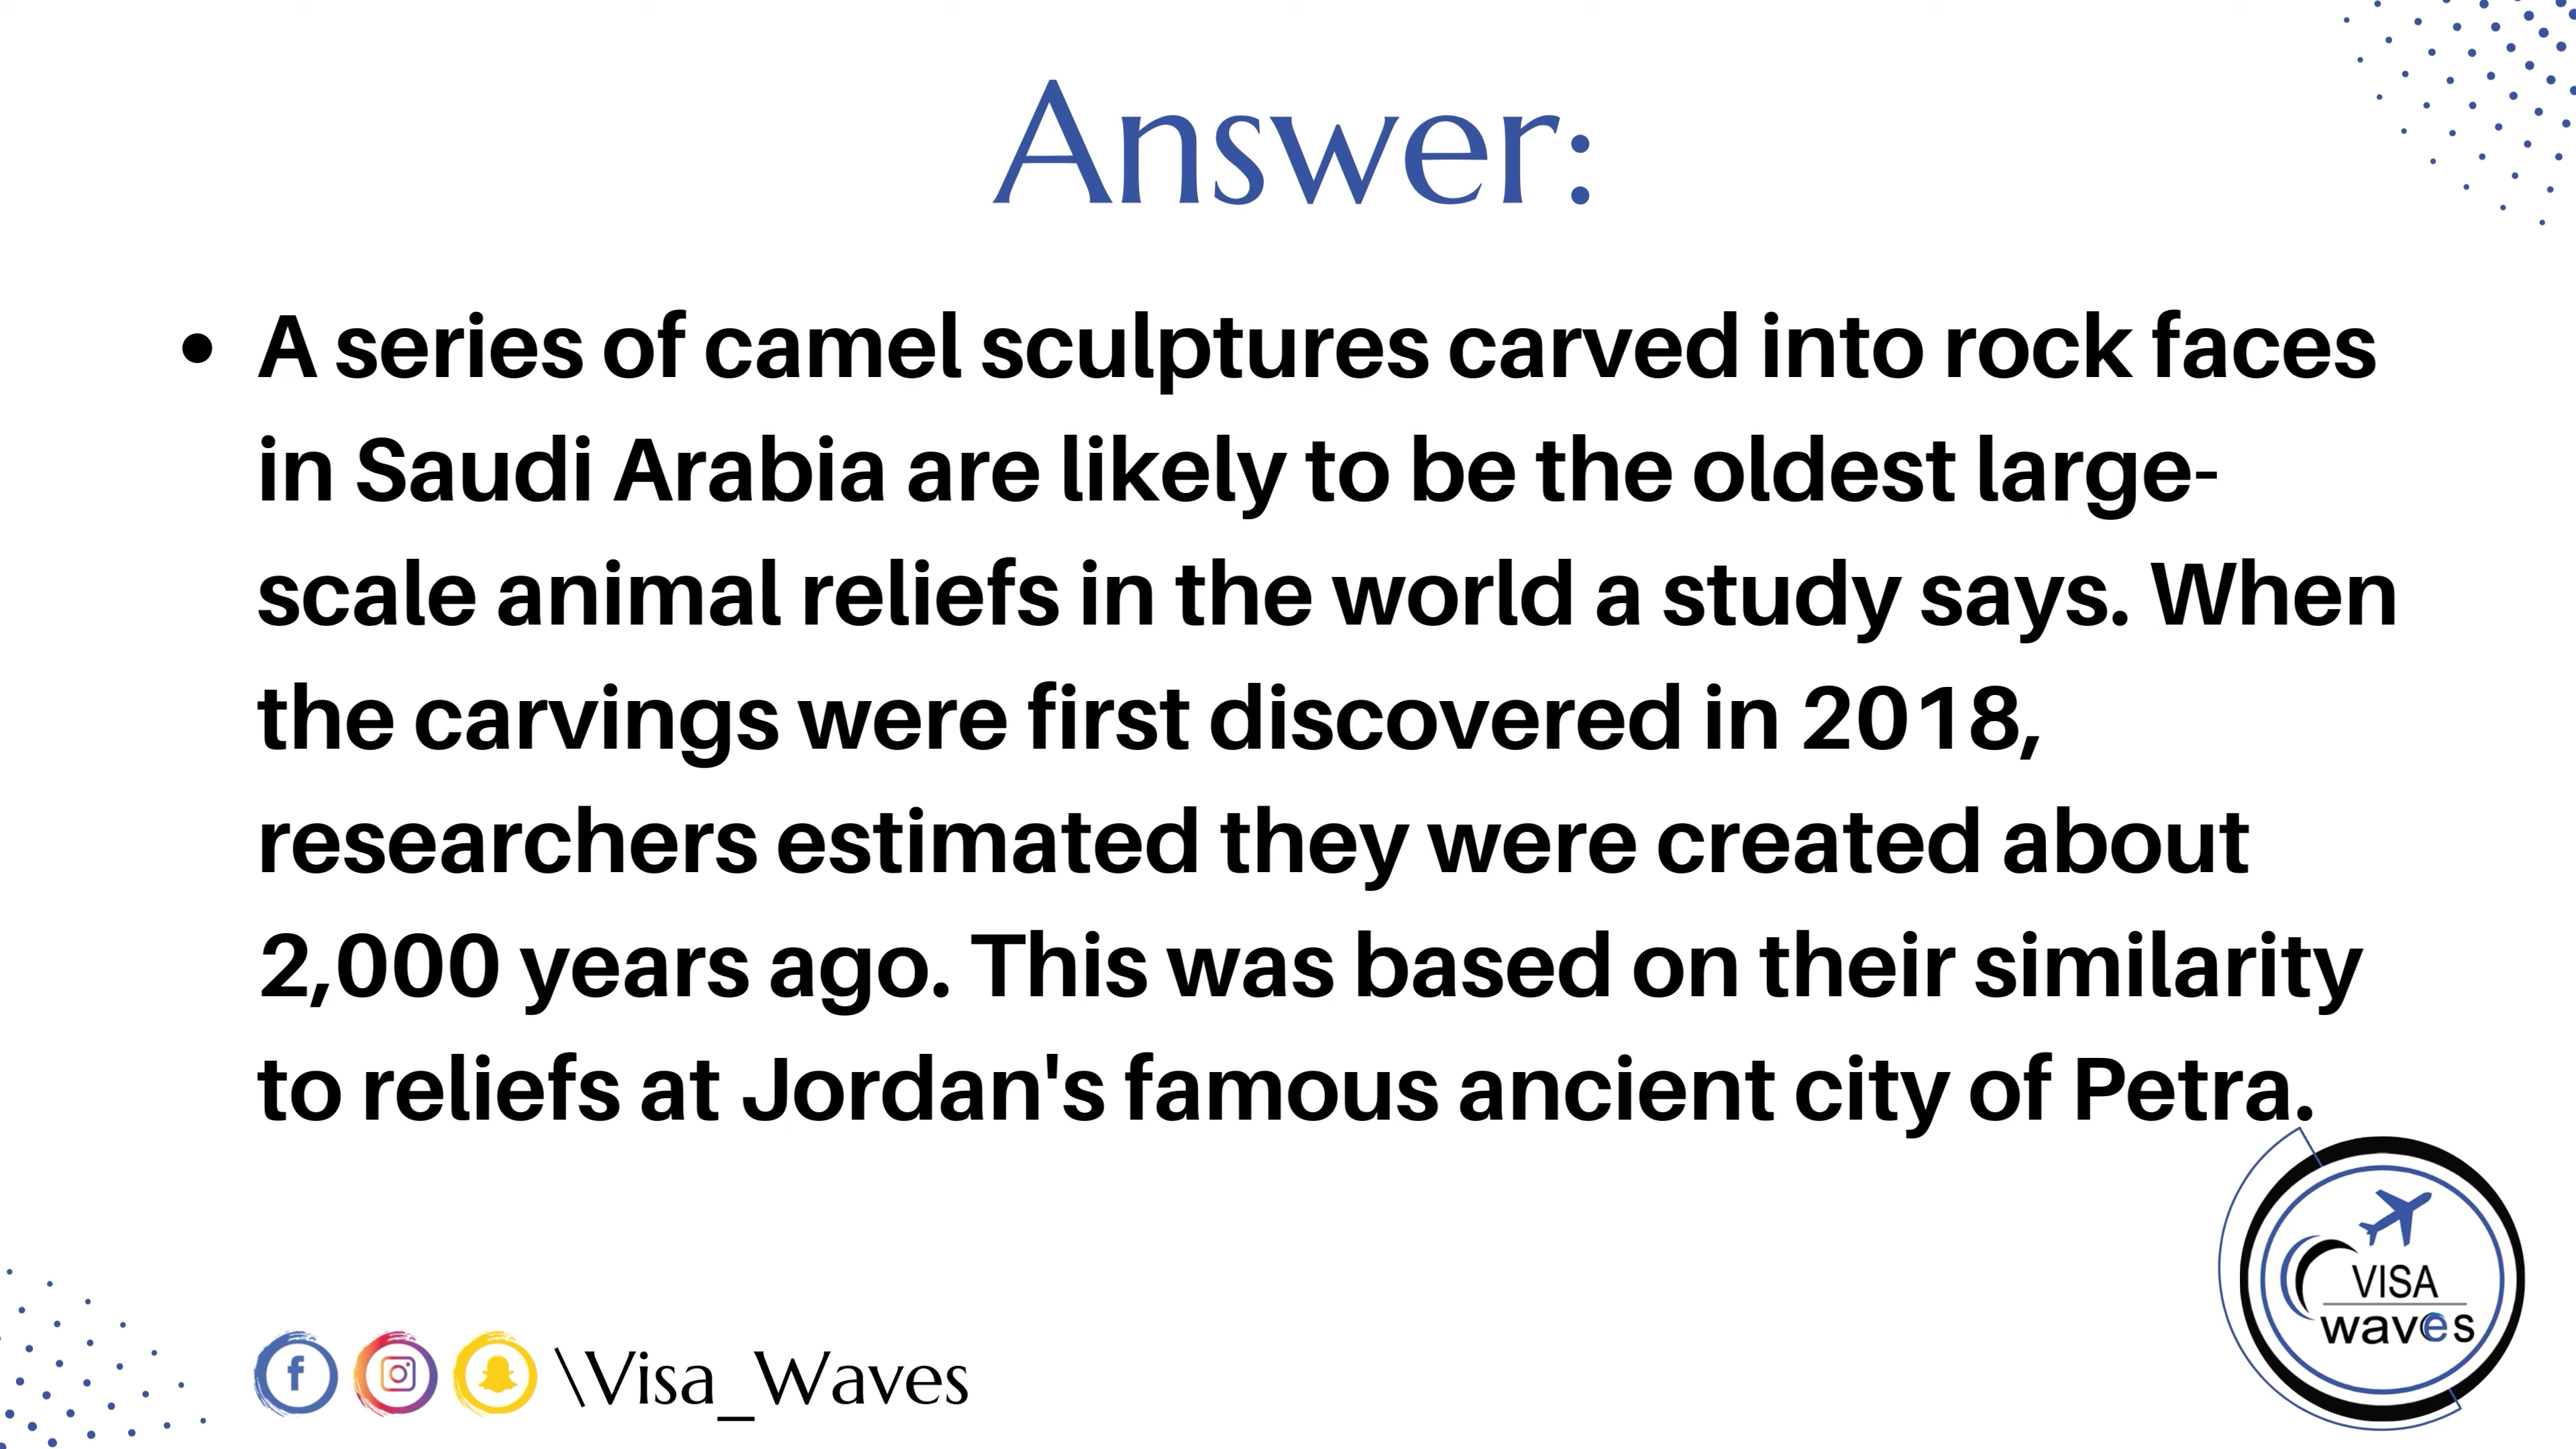 Answer:
• A series of camel sculptures carved into rock faces
in Saudi Arabia are likely to be the oldest large-
scale animal reliefs in the world a study says. When
the carvings were first discovered in 2018,
researchers estimated they were created about
2,000 years ago. This was based on their similarity
to reliefs at Jordan's famous ancient city of Petra.
VISA
waves
\Visa_Waves